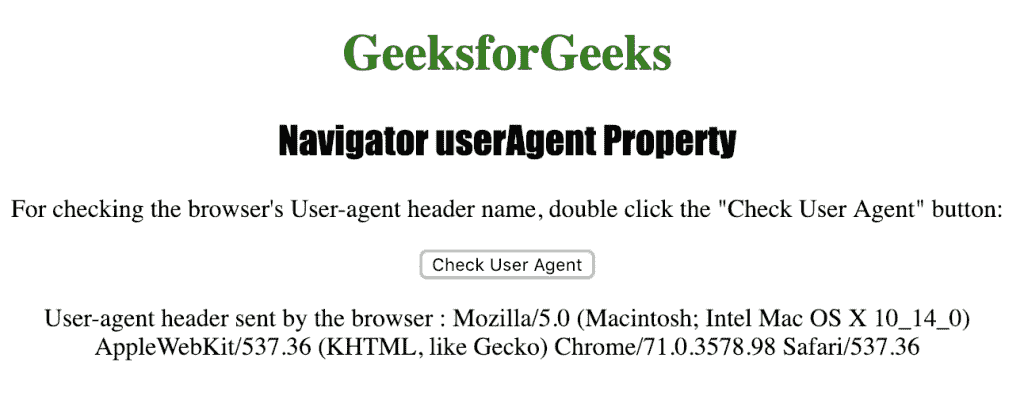 GeeksforGeeks
Navigator userAgent Property
For checking the browser's User-agent header name, double click the "Check User Agent" button:
Check User Agent
User-agent header sent by the browser : Mozilla/5.0 (Macintosh; Intel Mac OS X 10_14_0)
AppleWebKit/537.36 (KHTML, like Gecko) Chrome/71.0.3578.98 Safari/537.36